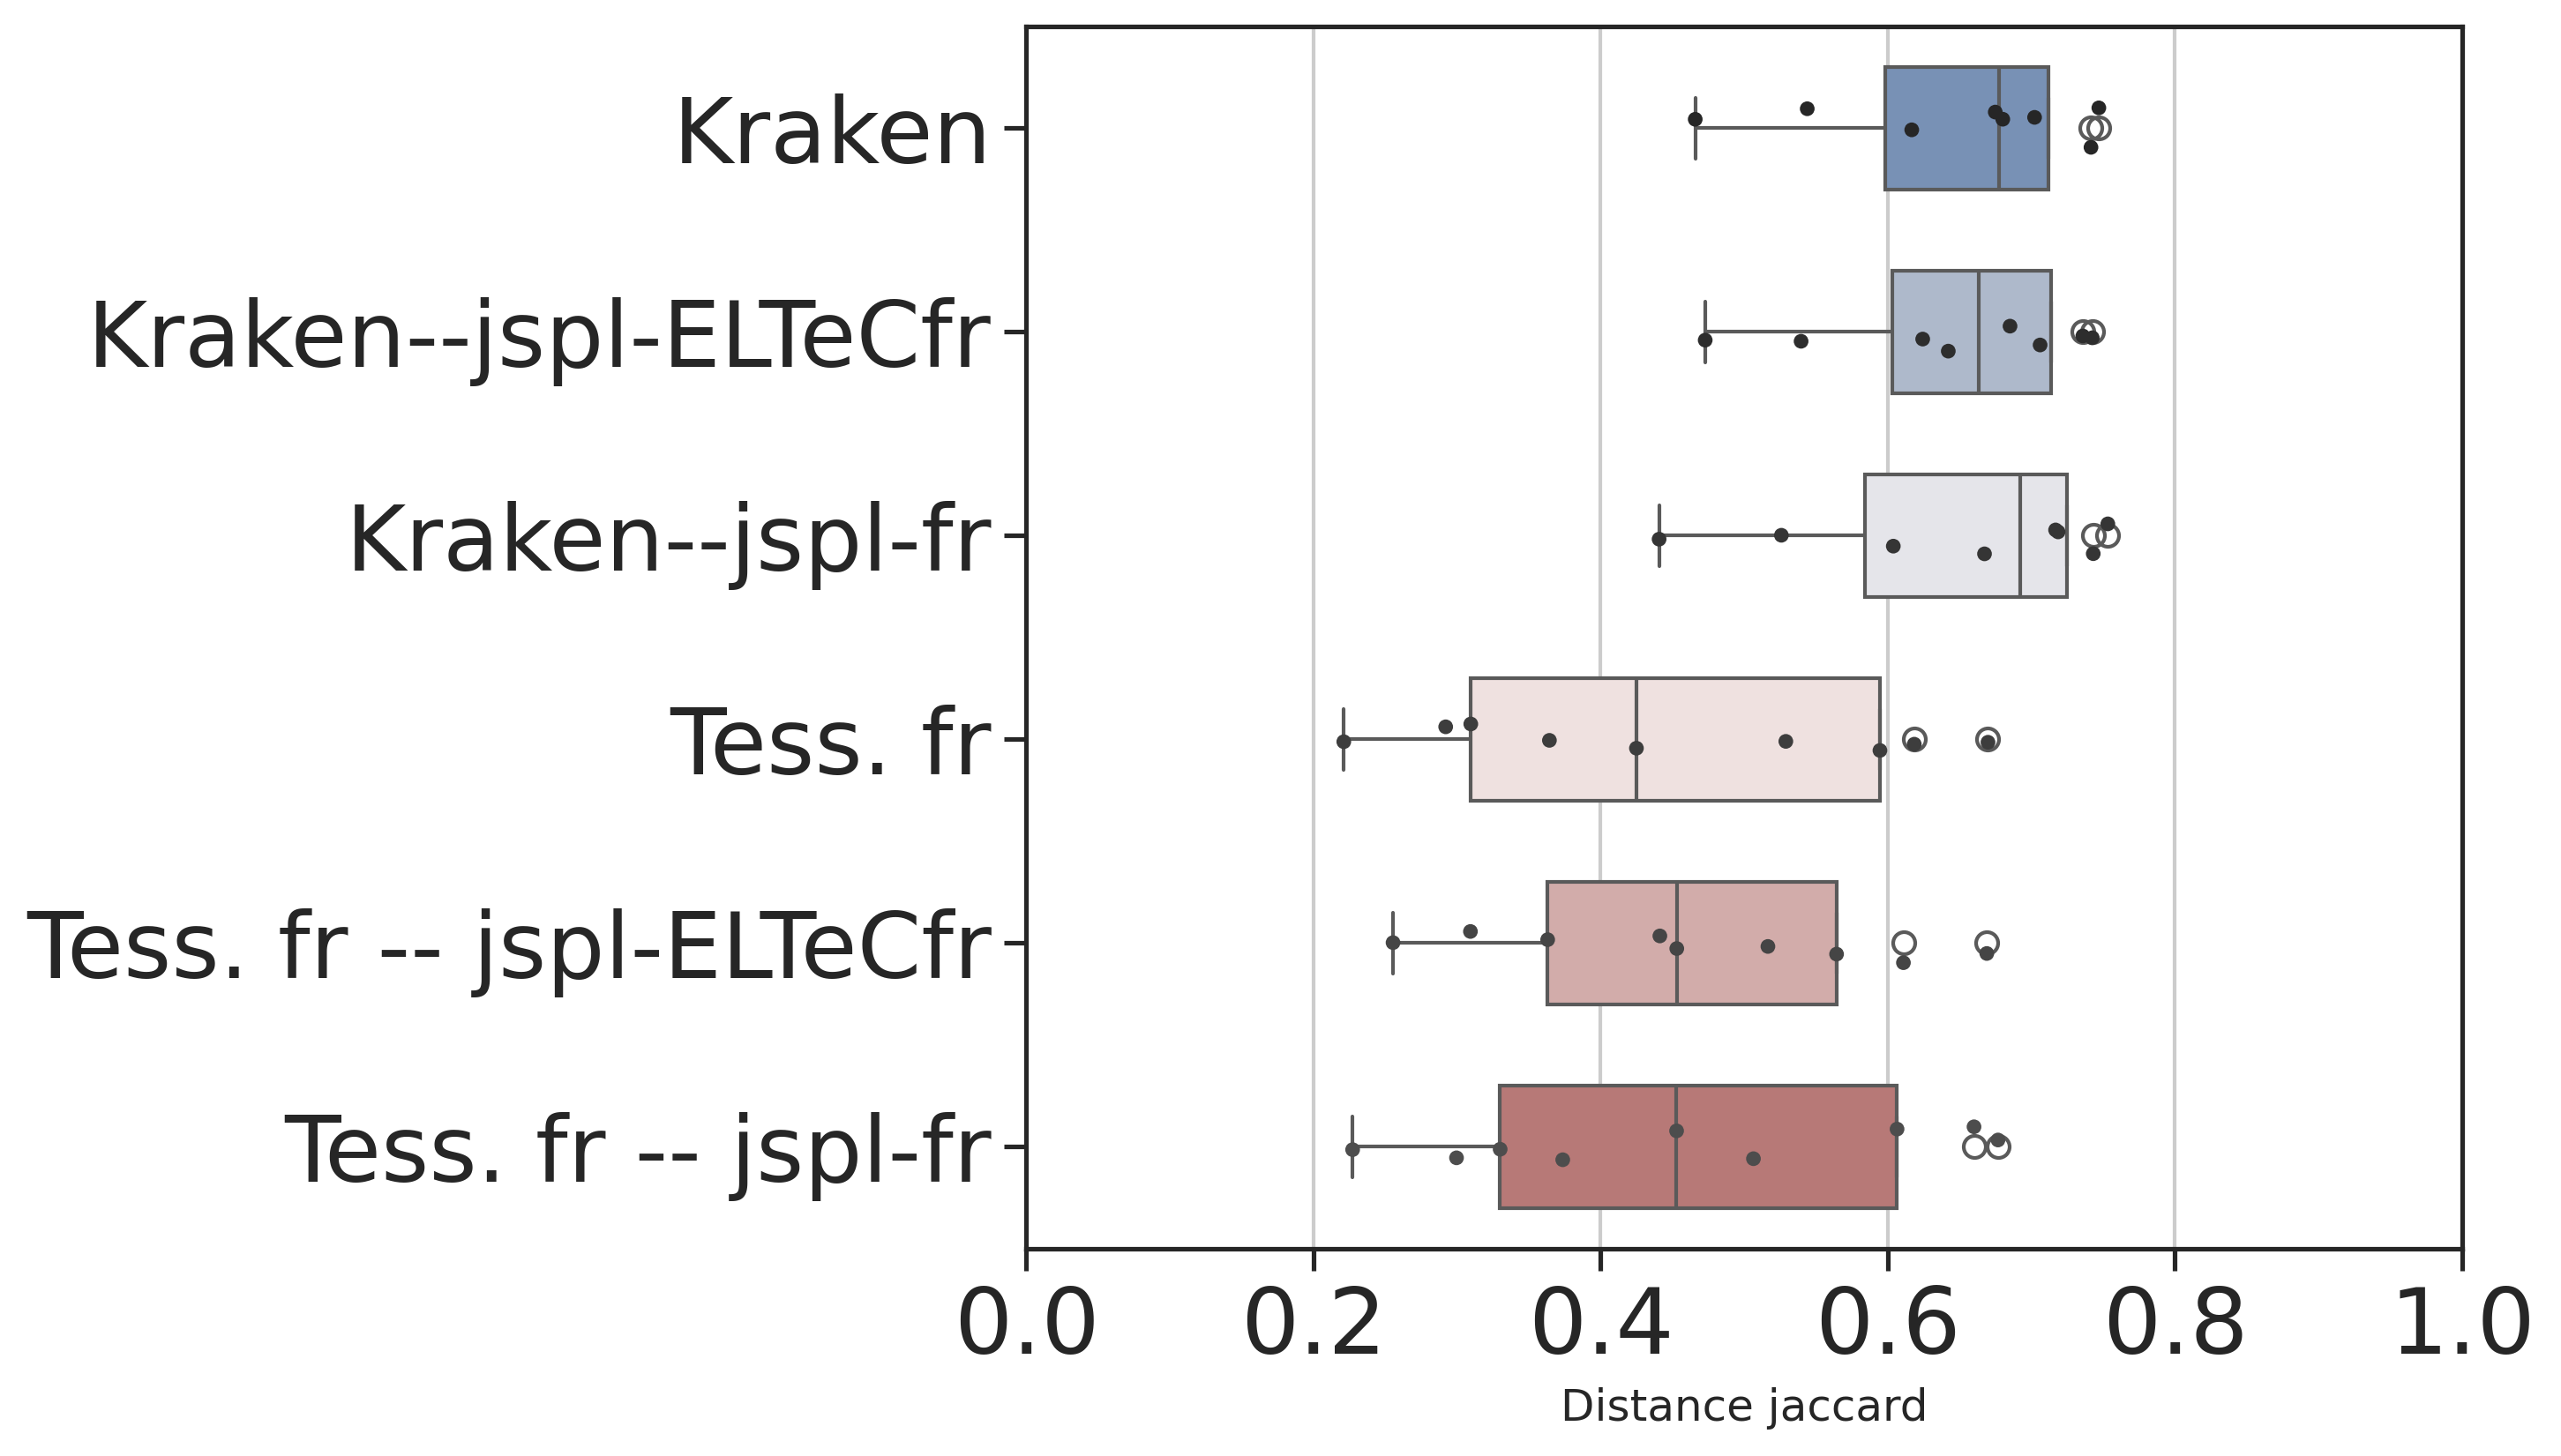 Kraken
Kraken--jspl-ELTeCfr
Kraken--jspl-fr
Tess. fr
Tess. fr -- jspl-ELTeCfr
Tess. fr -- jspl-fr
0.0 0.2 0.4 0.6 0.8 1.0
Distance jaccard